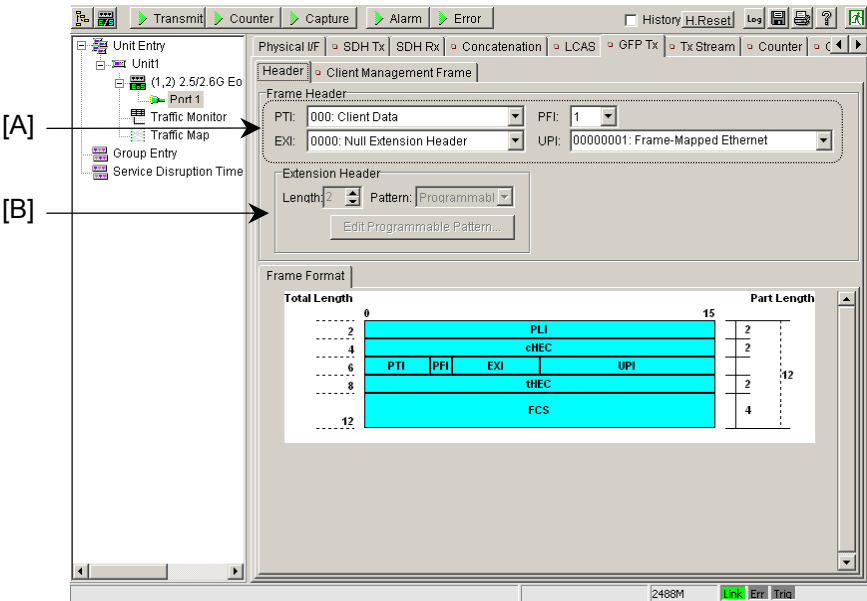 Transmit Counter Capture Alarm Error History H.Reset Log ?
Unit Entry
Unit1
(1,2) 2.5/2.6G Eo
Port 1
Traffic Monitor
Traffic Map
Group Entry
Service Disruption Time
Physical I/F SDH Tx SDH Rx Concatenation LCAS GFP Tx Tx Stream Counter
Header Client Management Frame
Frame Header
[A]
PTI: 000: Client Data PFI: 1
EXI: 0000: Null Extension Header UPI: 00000001: Frame-Mapped Ethernet
Extension Header
[B]
Length: 2 Pattern: Programmabl
Edit Programmable Pattern...
Frame Format
Total Length Part Length
0 15
2 PLI 2
4 cHEC 2
6 PTI PFI EXI UPI
12
8 tHEC 2
FCS 4
12
2488M Link Err Trig